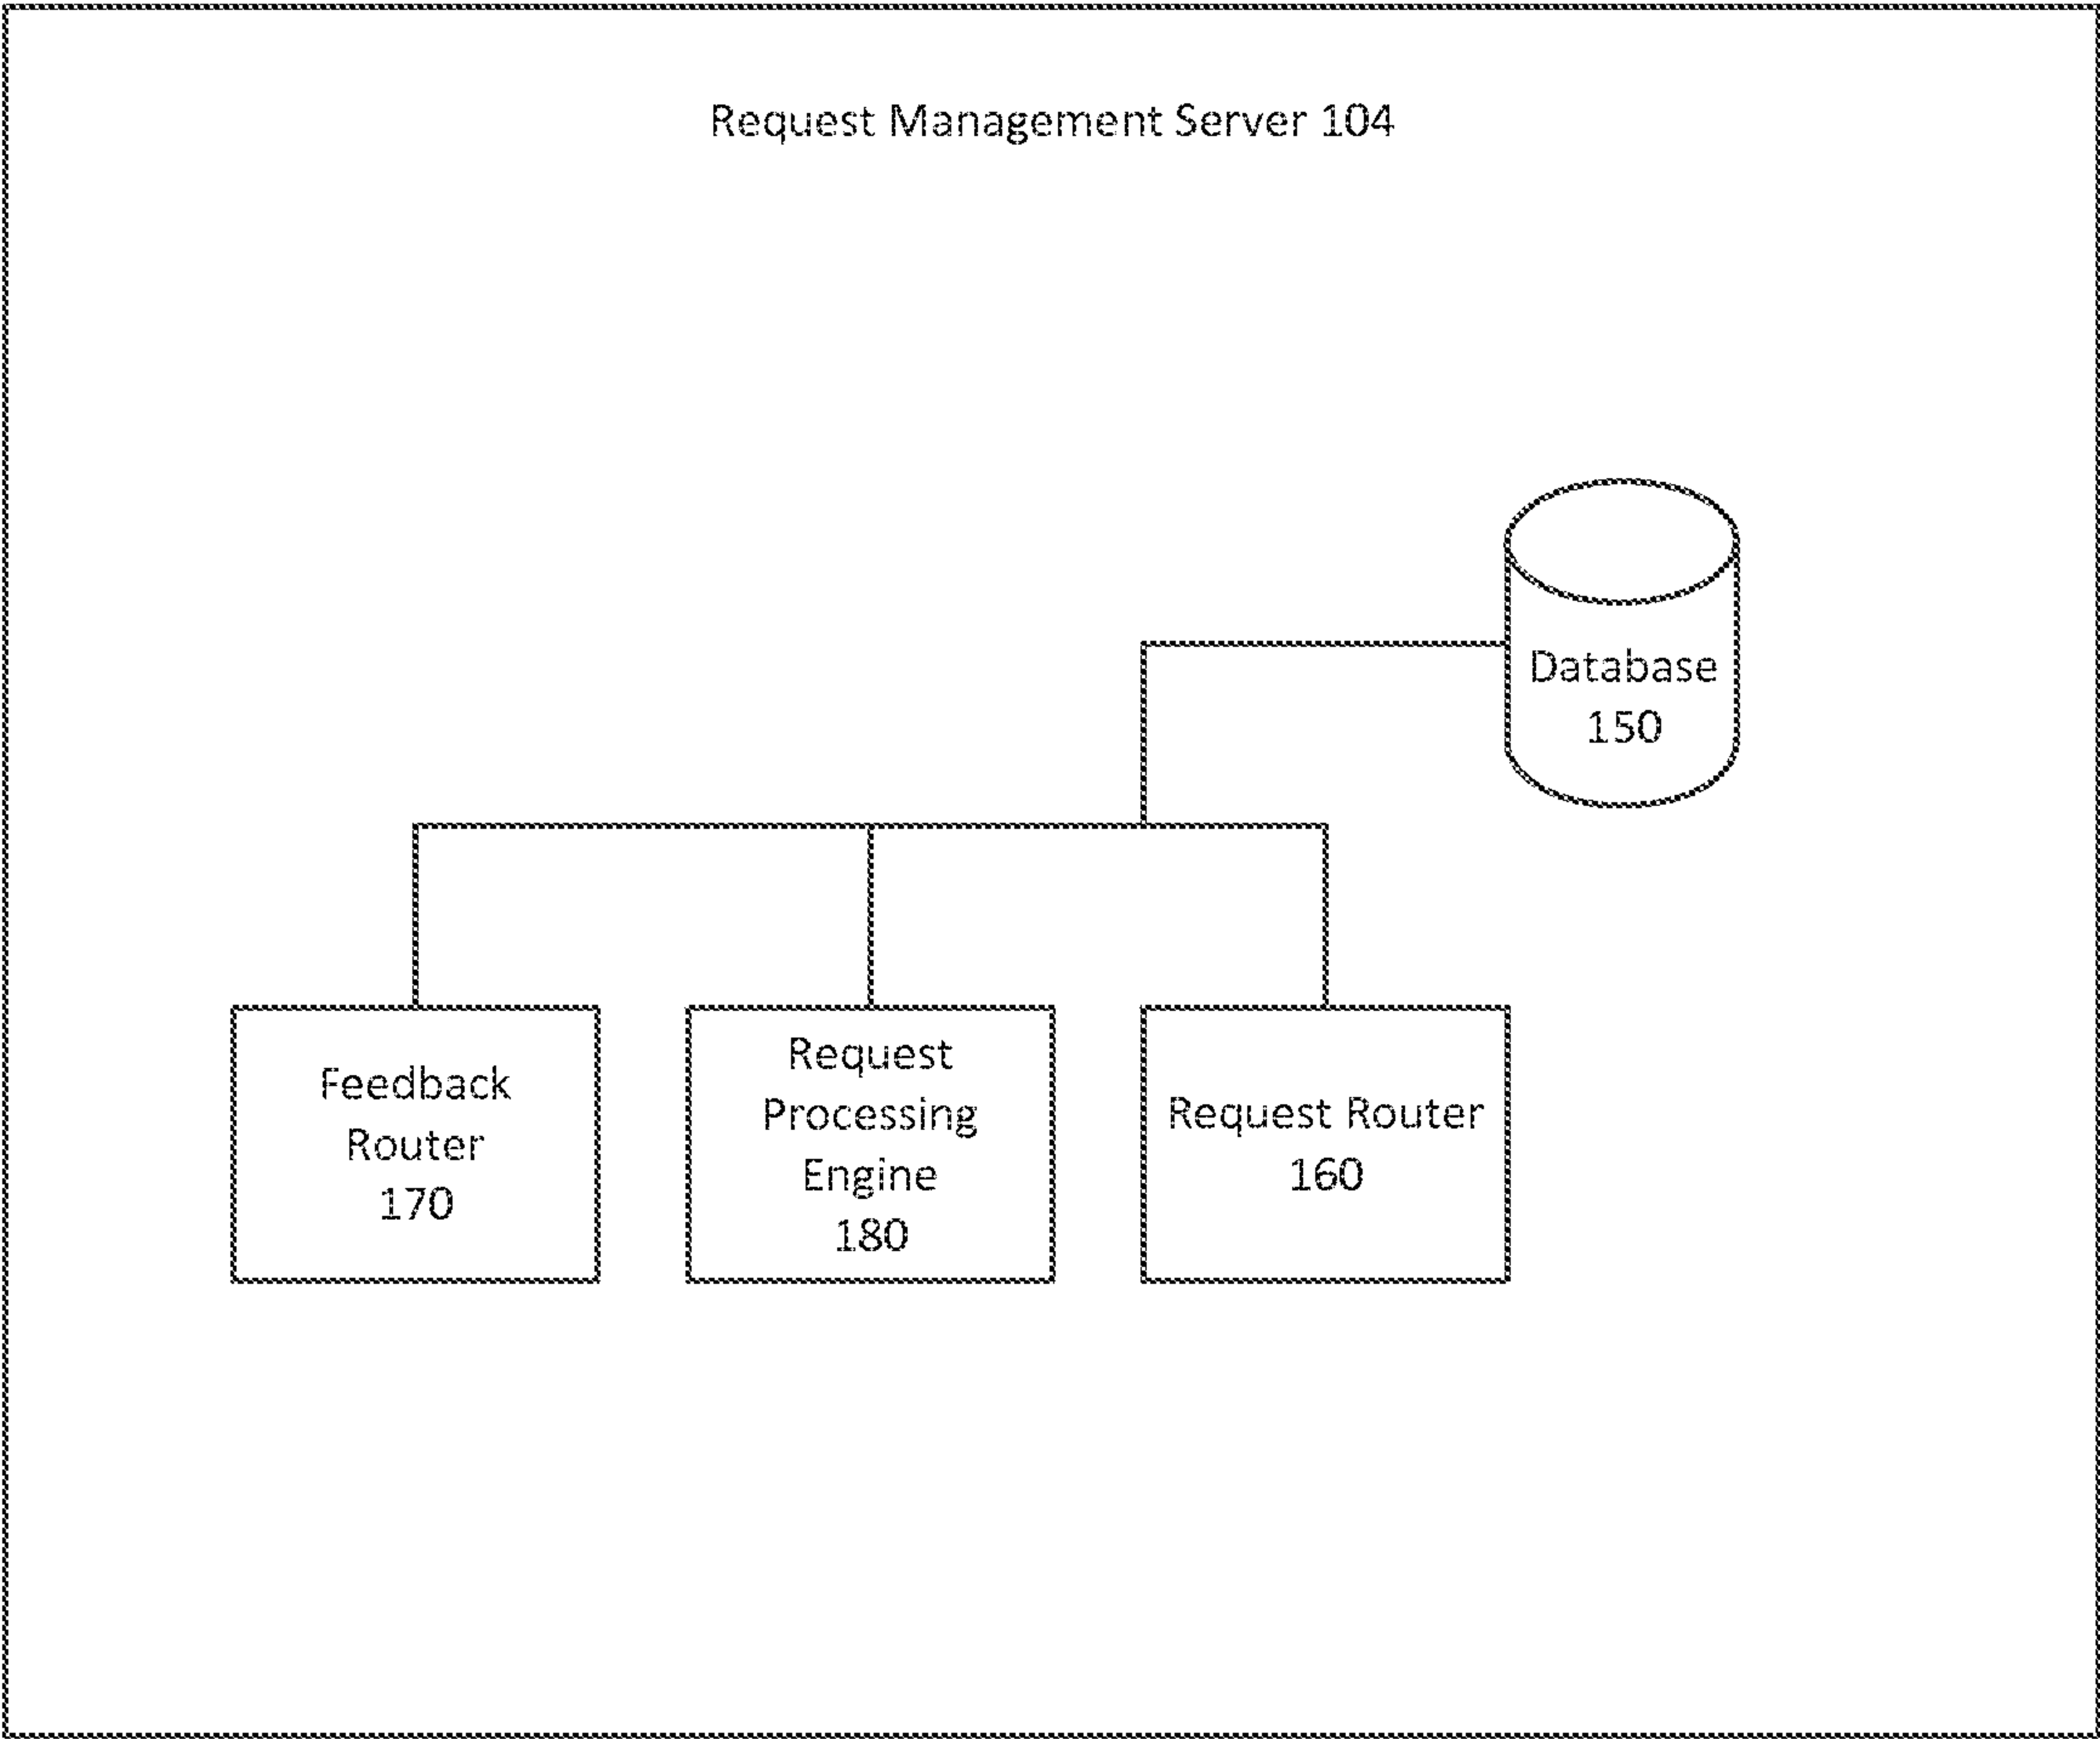 Request Management Server 104
Database
150
Feedback
Router
170
Request
Processing
Engine
180
Request Router
160